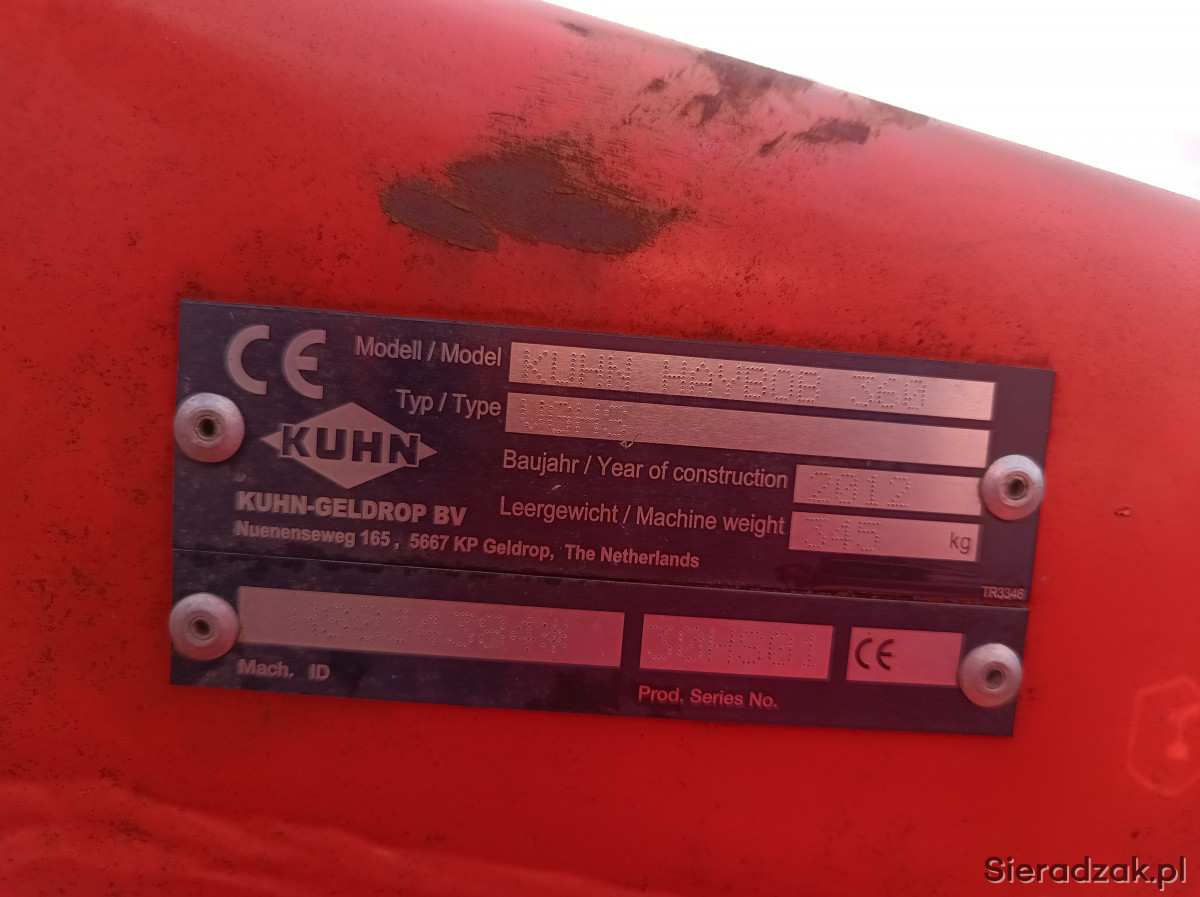 CE
Modell / Model KUHN HAYBOB 360
Typ / Type
KUHN
Baujahr / Year of construction 2012
KUHN-GELDROP BV
Leergewicht / Machine weight 345 kg
Nuenenseweg 165, 5667 KP Geldrop, The Netherlands
TR3346
CE
Mach. ID
Prod. Series No.
Sieradzak.pl